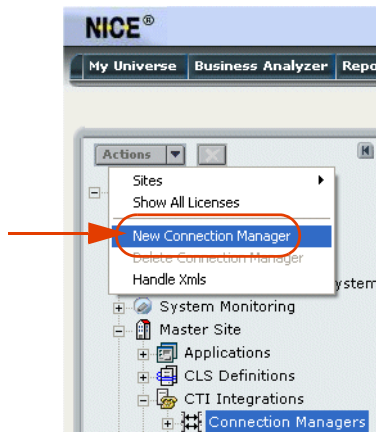 NICE®
My Universe Business Analyzer Repo
Actions
Sites
Show All Licenses
New Connection Manager
Delete Connection Manager
Handle Xmls
ystem
System Monitoring
Master Site
Applications
CLS Definitions
CTI Integrations
Connection Managers